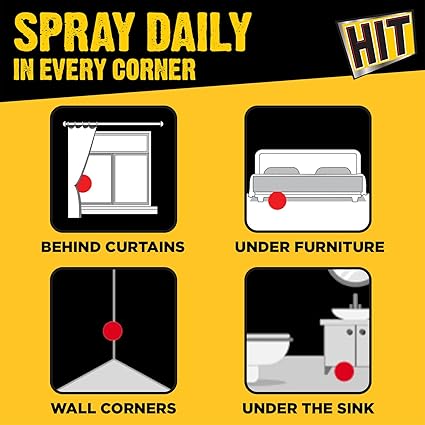 SPRAY DAILY
IN EVERY CORNER
HIT
BEHIND CURTAINS
UNDER FURNITURE
WALL CORNERS
UNDER THE SINK